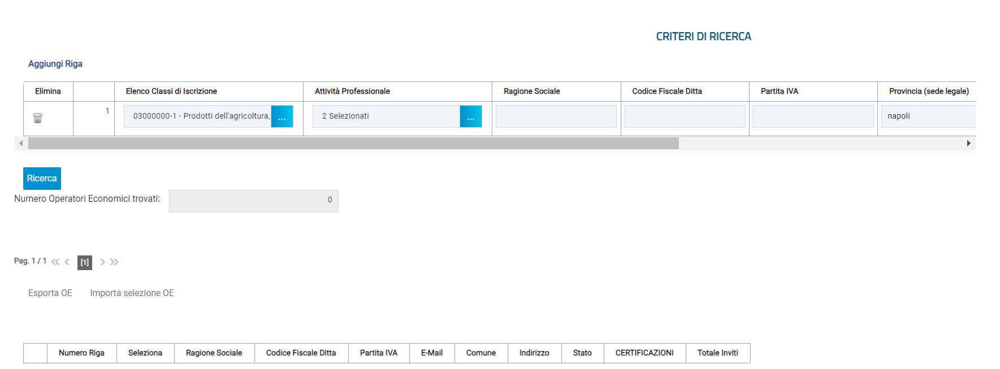 CRITERI DI RICERCA
Aggiungi Riga
Elimina Elenco Classi di Iscrizione Attività Professionale Ragione Sociale Codice Fiscale Ditta Partita IVA Provincia (sede legale)
1 03000000-1 - Prodotti dell'agricoltura, ... 2 Selezionati ... napoli
Ricerca
Numero Operatori Economici trovati: 0
Pag. 1 / 1 [1]
Esporta OE Importa selezione OE
Numero Riga Seleziona Ragione Sociale Codice Fiscale Ditta Partita IVA E-Mail Comune Indirizzo Stato CERTIFICAZIONI Totale Inviti